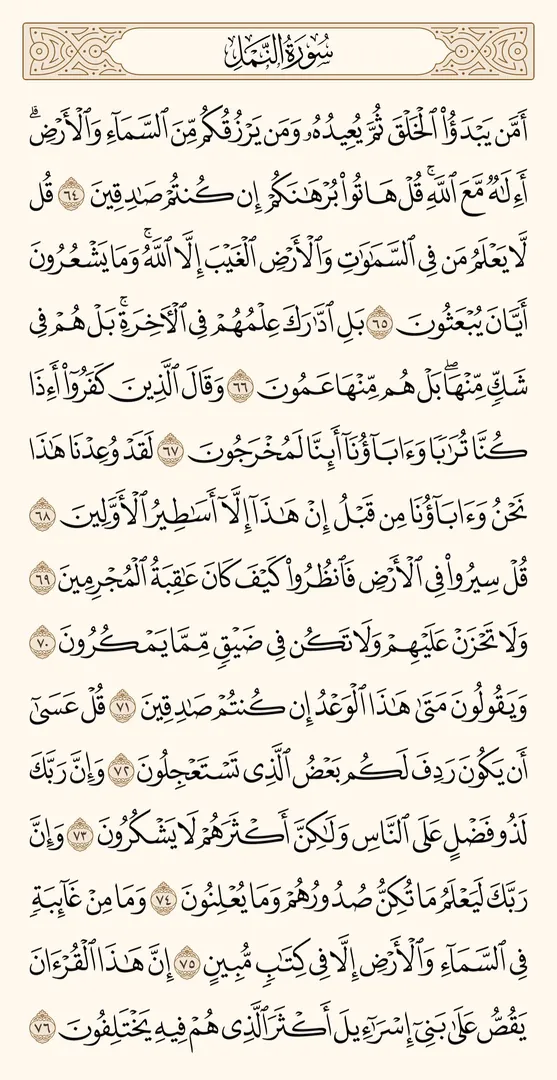 سُورَةُ النَّمۡلِ
أَمَّن يَبۡدَؤُاْ ٱلۡخَلۡقَ ثُمَّ يُعِيدُهُۥ وَمَن يَرۡزُقُكُم مِّنَ ٱلسَّمَآءِ وَٱلۡأَرۡضِۗ
أَءِلَٰهٞ مَّعَ ٱللَّهِۚ قُلۡ هَاتُواْ بُرۡهَٰنَكُمۡ إِن كُنتُمۡ صَٰدِقِينَ ٦٤ قُل
لَّا يَعۡلَمُ مَن فِي ٱلسَّمَٰوَٰتِ وَٱلۡأَرۡضِ ٱلۡغَيۡبَ إِلَّا ٱللَّهُۚ وَمَا يَشۡعُرُونَ
أَيَّانَ يُبۡعَثُونَ ٦٥ بَلِ ٱدَّٰرَكَ عِلۡمُهُمۡ فِي ٱلۡأٓخِرَةِۚ بَلۡ هُمۡ فِي
شَكّٖ مِّنۡهَاۖ بَلۡ هُم مِّنۡهَا عَمُونَ ٦٦ وَقَالَ ٱلَّذِينَ كَفَرُوٓاْ أَءِذَا
كُنَّا تُرَٰبٗا وَءَابَآؤُنَآ أَئِنَّا لَمُخۡرَجُونَ ٦٧ لَقَدۡ وُعِدۡنَا هَٰذَا
نَحۡنُ وَءَابَآؤُنَا مِن قَبۡلُ إِنۡ هَٰذَآ إِلَّآ أَسَٰطِيرُ ٱلۡأَوَّلِينَ ٦٨
قُلۡ سِيرُواْ فِي ٱلۡأَرۡضِ فَٱنظُرُواْ كَيۡفَ كَانَ عَٰقِبَةُ ٱلۡمُجۡرِمِينَ ٦٩
وَلَا تَحۡزَنۡ عَلَيۡهِمۡ وَلَا تَكُن فِي ضَيۡقٖ مِّمَّا يَمۡكُرُونَ ٧٠
وَيَقُولُونَ مَتَىٰ هَٰذَا ٱلۡوَعۡدُ إِن كُنتُمۡ صَٰدِقِينَ ٧١ قُلۡ عَسَىٰٓ
أَن يَكُونَ رَدِفَ لَكُم بَعۡضُ ٱلَّذِي تَسۡتَعۡجِلُونَ ٧٢ وَإِنَّ رَبَّكَ
لَذُو فَضۡلٍ عَلَى ٱلنَّاسِ وَلَٰكِنَّ أَكۡثَرَهُمۡ لَا يَشۡكُرُونَ ٧٣ وَإِنَّ
رَبَّكَ لَيَعۡلَمُ مَا تُكِنُّ صُدُورُهُمۡ وَمَا يُعۡلِنُونَ ٧٤ وَمَا مِنۡ غَآئِبَةٖ
فِي ٱلسَّمَآءِ وَٱلۡأَرۡضِ إِلَّا فِي كِتَٰبٖ مُّبِينٍ ٧٥ إِنَّ هَٰذَا ٱلۡقُرۡءَانَ
يَقُصُّ عَلَىٰ بَنِيٓ إِسۡرَٰٓءِيلَ أَكۡثَرَ ٱلَّذِي هُمۡ فِيهِ يَخۡتَلِفُونَ ٧٦